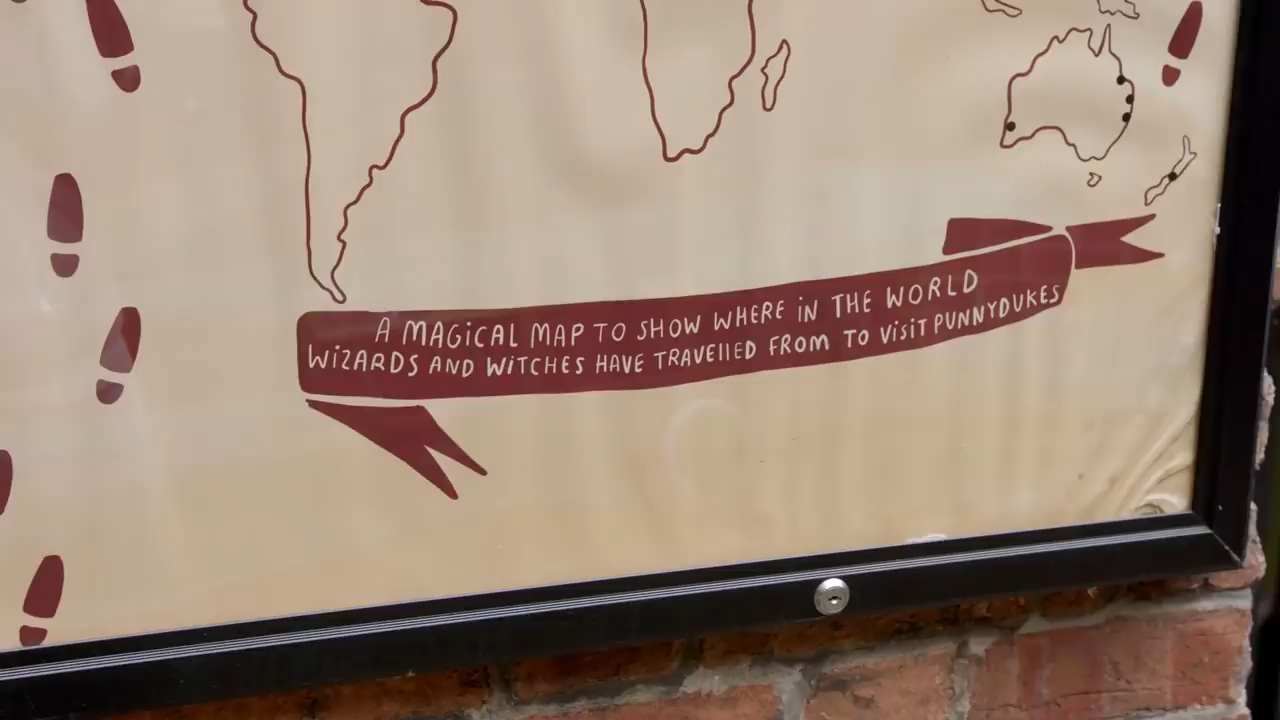 A MAGiCAL MAP TO SHOW WHERE iN THE WORLD
WiZARDS AND WiTCHES HAVE TRAVEllED FROM TO VISiT PUNNYDUKES